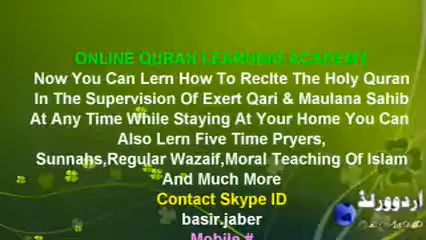 ONLINE QURAN LEARNING ACADEMY
Now You Can Lern How To Recite The Holy Quran
In The Supervision Of Exert Qari & Maulana Sahib
At Any Time While Staying At Your Home You Can
Also Lern Five Time Pryers,
Sunnahs,Regular Wazaif,Moral Teaching Of Islam
And Much More
Contact Skype ID
basir.jaber
Mobile #
اردوورلڈ